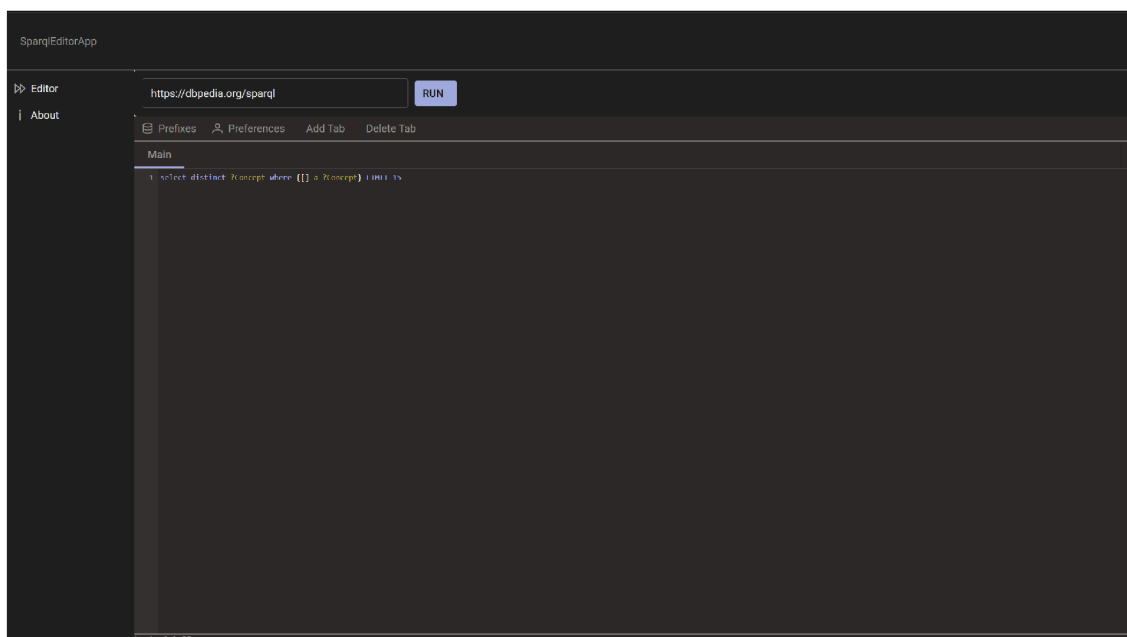 SparqlEditorApp
Editor
About
https://dbpedia.org/sparql
RUN
Prefixes Preferences Add Tab Delete Tab
Main
1 select distinct ?Concept where {[] a ?Concept} LIMIT 15